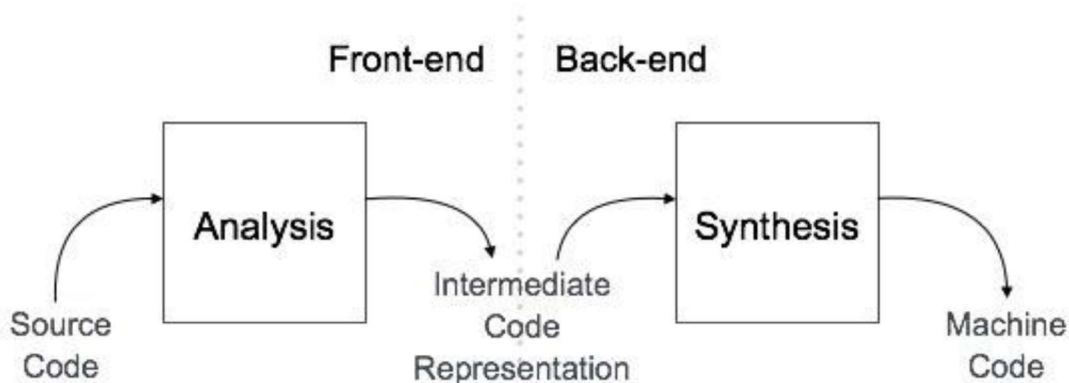 Front-end
Back-end
Analysis
Synthesis
Source
Code
Intermediate
Code
Representation
Machine
Code